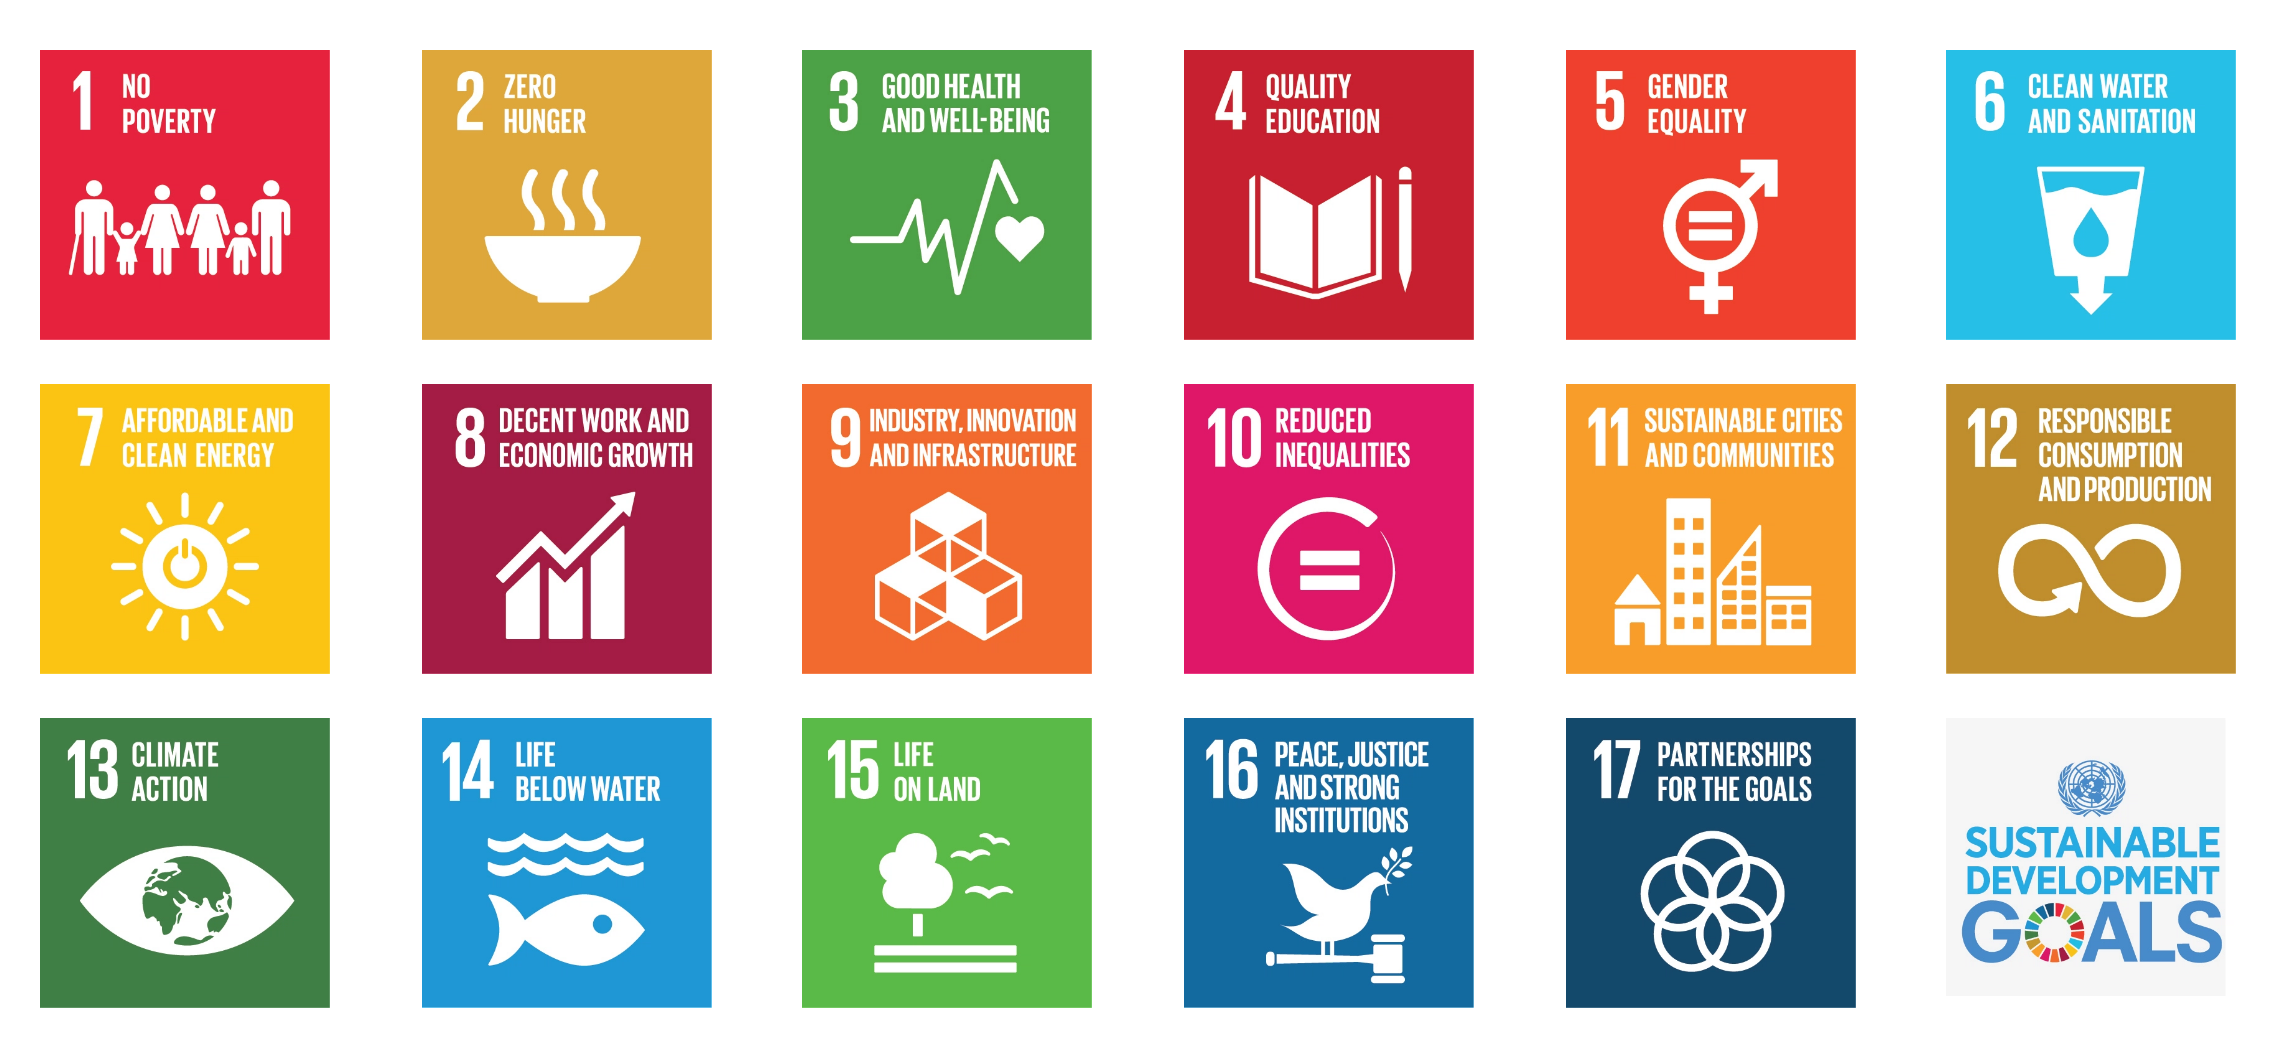 1 NO
POVERTY
2 ZERO
HUNGER
3 GOOD HEALTH
AND WELL-BEING
4 QUALITY
EDUCATION
5 GENDER
EQUALITY
6 CLEAN WATER
AND SANITATION
7 AFFORDABLE AND
CLEAN ENERGY
8 DECENT WORK AND
ECONOMIC GROWTH
9 INDUSTRY, INNOVATION
AND INFRASTRUCTURE
10 REDUCED
INEQUALITIES
11 SUSTAINABLE CITIES
AND COMMUNITIES
12 RESPONSIBLE
CONSUMPTION
AND PRODUCTION
13 CLIMATE
ACTION
14 LIFE
BELOW WATER
15 LIFE
ON LAND
16 PEACE, JUSTICE
AND STRONG
INSTITUTIONS
17 PARTNERSHIPS
FOR THE GOALS
SUSTAINABLE
DEVELOPMENT
GOALS